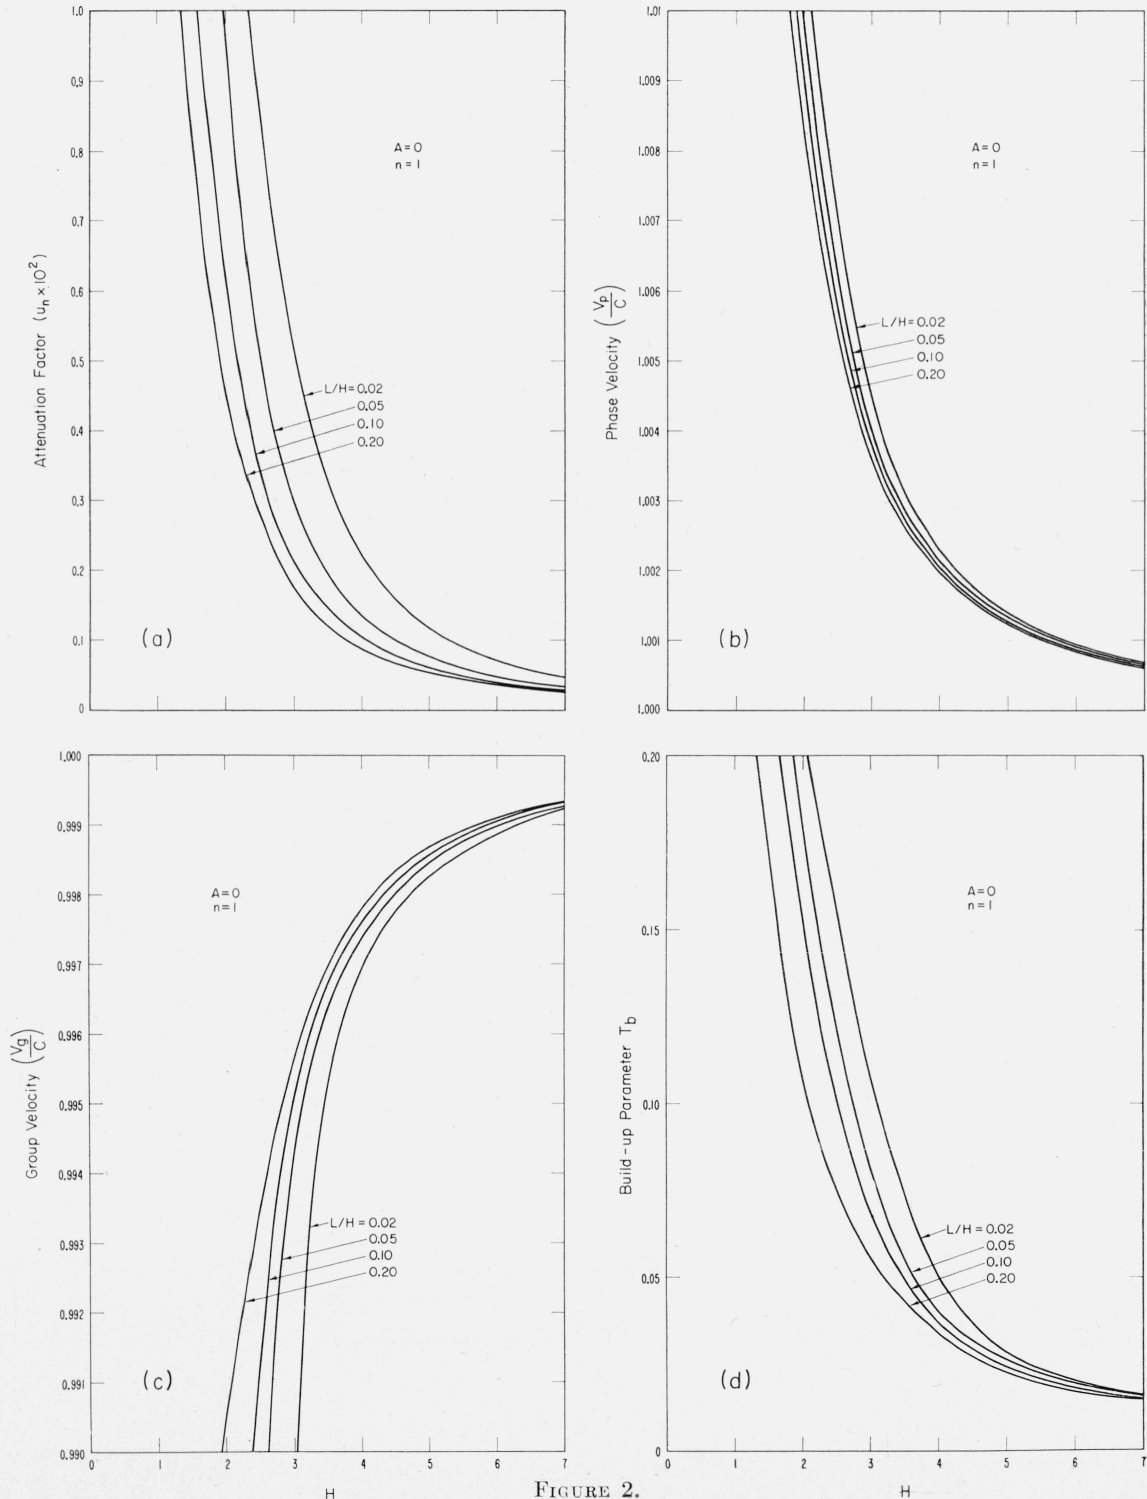 1.0
0.9
0.8
0.7
0.6
0.5
0.4
0.3
0.2
0.1
0
Attenuation Factor (uₙ × 10²)
A = 0
n = 1
L/H = 0.02
0.05
0.10
0.20
(a)
1.01
1.009
1.008
1.007
1.006
1.005
1.004
1.003
1.002
1.001
1.000
Phase Velocity (Vp/C)
A = 0
n = 1
L/H = 0.02
0.05
0.10
0.20
(b)
1.000
0.999
0.998
0.997
0.996
0.995
0.994
0.993
0.992
0.991
0.990
Group Velocity (Vg/C)
A = 0
n = 1
L/H = 0.02
0.05
0.10
0.20
(c)
0 1 2 3 4 5 6 7
H
0.20
0.15
0.10
0.05
0
Build-up Parameter Tb
A = 0
n = 1
L/H = 0.02
0.05
0.10
0.20
(d)
0 1 2 3 4 5 6 7
H
FIGURE 2.